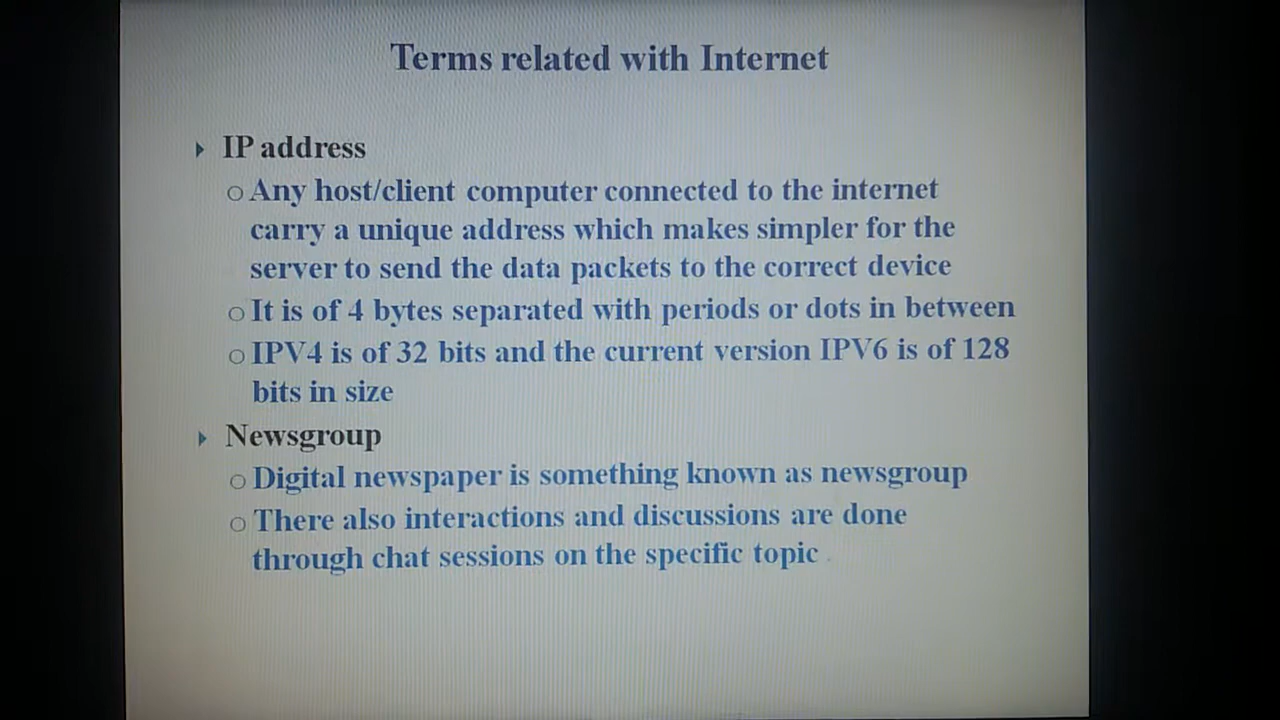 Terms related with Internet
IP address
Any host/client computer connected to the internet
carry a unique address which makes simpler for the
server to send the data packets to the correct device
It is of 4 bytes separated with periods or dots in between
IPV4 is of 32 bits and the current version IPV6 is of 128
bits in size
Newsgroup
Digital newspaper is something known as newsgroup
There also interactions and discussions are done
through chat sessions on the specific topic